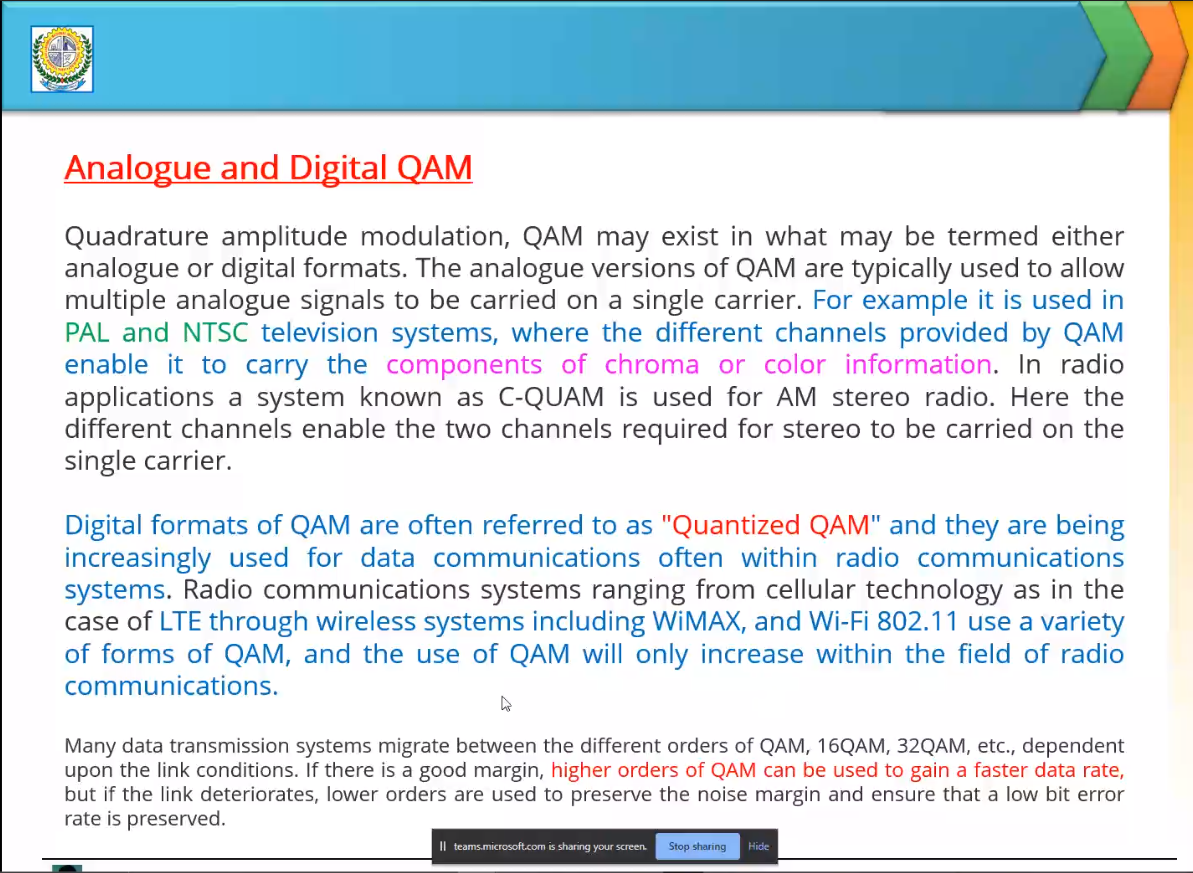 Analogue and Digital QAM
Quadrature amplitude modulation, QAM may exist in what may be termed either
analogue or digital formats. The analogue versions of QAM are typically used to allow
multiple analogue signals to be carried on a single carrier. For example it is used in
PAL and NTSC television systems, where the different channels provided by QAM
enable it to carry the components of chroma or color information. In radio
applications a system known as C-QUAM is used for AM stereo radio. Here the
different channels enable the two channels required for stereo to be carried on the
single carrier.
Digital formats of QAM are often referred to as "Quantized QAM" and they are being
increasingly used for data communications often within radio communications
systems. Radio communications systems ranging from cellular technology as in the
case of LTE through wireless systems including WiMAX, and Wi-Fi 802.11 use a variety
of forms of QAM, and the use of QAM will only increase within the field of radio
communications.
Many data transmission systems migrate between the different orders of QAM, 16QAM, 32QAM, etc., dependent
upon the link conditions. If there is a good margin, higher orders of QAM can be used to gain a faster data rate,
but if the link deteriorates, lower orders are used to preserve the noise margin and ensure that a low bit error
rate is preserved.
teams.microsoft.com is sharing your screen. Stop sharing Hide